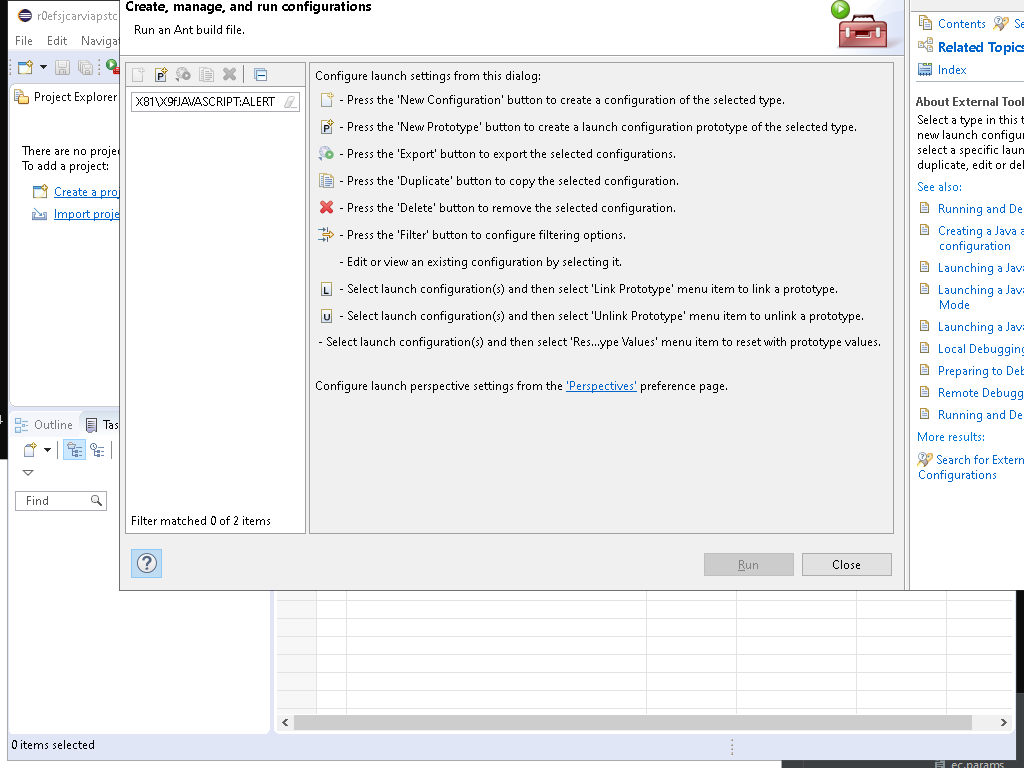 Create, manage, and run configurations
Run an Ant build file.
r0efsjcarviapstc
File Edit Naviga
Project Explorer
There are no proje
To add a project:
Create a proj
Import proje
X81\X9fJAVASCRIPT:ALERT
Filter matched 0 of 2 items
Configure launch settings from this dialog:
- Press the 'New Configuration' button to create a configuration of the selected type.
- Press the 'New Prototype' button to create a launch configuration prototype of the selected type.
- Press the 'Export' button to export the selected configurations.
- Press the 'Duplicate' button to copy the selected configuration.
- Press the 'Delete' button to remove the selected configuration.
- Press the 'Filter' button to configure filtering options.
- Edit or view an existing configuration by selecting it.
- Select launch configuration(s) and then select 'Link Prototype' menu item to link a prototype.
- Select launch configuration(s) and then select 'Unlink Prototype' menu item to unlink a prototype.
- Select launch configuration(s) and then select 'Res...ype Values' menu item to reset with prototype values.
Configure launch perspective settings from the 'Perspectives' preference page.
Run Close
Contents Se
Related Topics
Index
About External Tool
Select a type in this t
new launch configu
select a specific laun
duplicate, edit or del
See also:
Running and De
Creating a Java a
configuration
Launching a Java
Launching a Java
Mode
Launching a Java
Local Debugging
Preparing to Deb
Remote Debugg
Running and De
More results:
Search for Extern
Configurations
Outline Tas
Find
0 items selected
ec.params